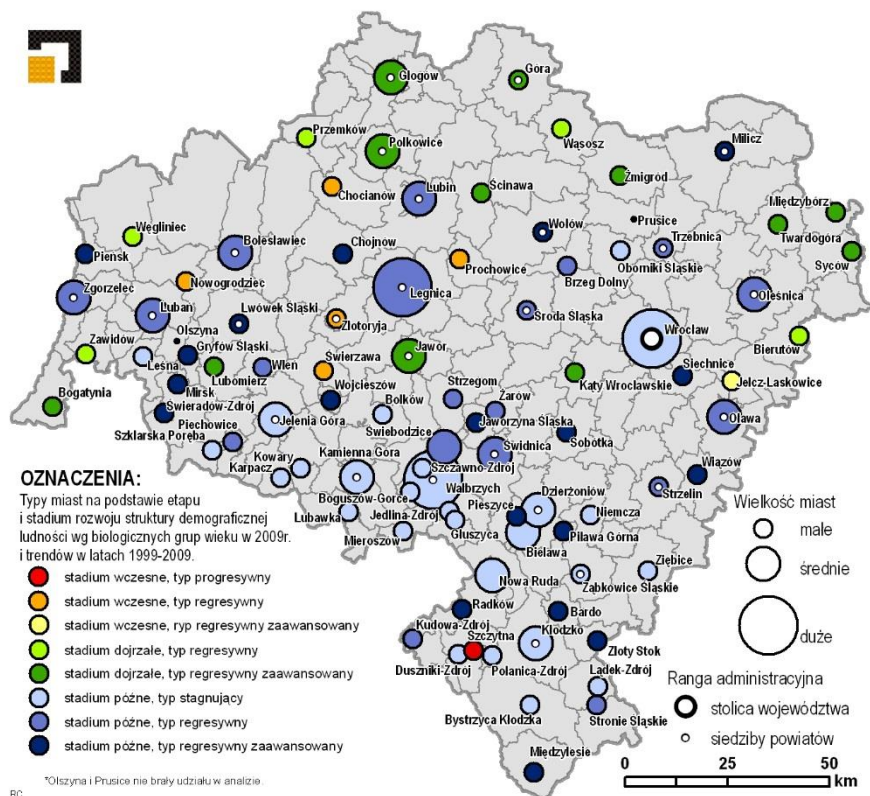 Głogów
Góra
Przemków
Polkowice
Wąsosz
Milicz
Chocianów
Lubin
Ścinawa
Żmigród
Międzybórz
Węgliniec
Wołów
Prusice
Twardogóra
Pieńsk
Bolesławiec
Chojnów
Trzebnica
Syców
Prochowice
Oborniki Śląskie
Nowogrodziec
Brzeg Dolny
Zgorzelec
Legnica
Oleśnica
Lubań
Lwówek Śląski
Złotoryja
Środa Śląska
Wrocław
Zawidów
Olszyna
Gryfów Śląski
Jawor
Bierutów
Leśna
Wleń
Świerzawa
Siechnice
Lubomierz
Kąty Wrocławskie
Jelcz-Laskowice
Mirsk
Wojcieszów
Strzegom
Żarów
Bogatynia
Świeradów-Zdrój
Bolków
Oława
Piechowice
Jelenia Góra
Jaworzyna Śląska
Szklarska Poręba
Świebodzice
Sobótka
Kowary
Kamienna Góra
Świdnica
Wiązów
Karpacz
Szczawno-Zdrój
Strzelin
Wałbrzych
Boguszów-Gorce
Dzierżoniów
Lubawka
Jedlina-Zdrój
Pieszyce
Niemcza
Mieroszów
Głuszyca
Piława Górna
Bielawa
Ziębice
Nowa Ruda
Ząbkowice Śląskie
Radków
Bardo
Kudowa-Zdrój
Szczytna
Kłodzko
Złoty Stok
Duszniki-Zdrój
Polanica-Zdrój
Lądek-Zdrój
Bystrzyca Kłodzka
Stronie Śląskie
Międzylesie
OZNACZENIA:
Typy miast na podstawie etapu
i stadium rozwoju struktury demograficznej
ludności wg biologicznych grup wieku w 2009r.
i trendów w latach 1999-2009.
stadium wczesne, typ progresywny
stadium wczesne, typ regresywny
stadium wczesne, ryp regresywny zaawansowany
stadium dojrzałe, typ regresywny
stadium dojrzałe, typ regresywny zaawansowany
stadium późne, typ stagnujący
stadium późne, typ regresywny
stadium późne, typ regresywny zaawansowany
*Olszyna i Prusice nie brały udziału w analizie.
RC
Wielkość miast
małe
średnie
duże
Ranga administracyjna
stolica województwa
siedziby powiatów
0 25 50
km